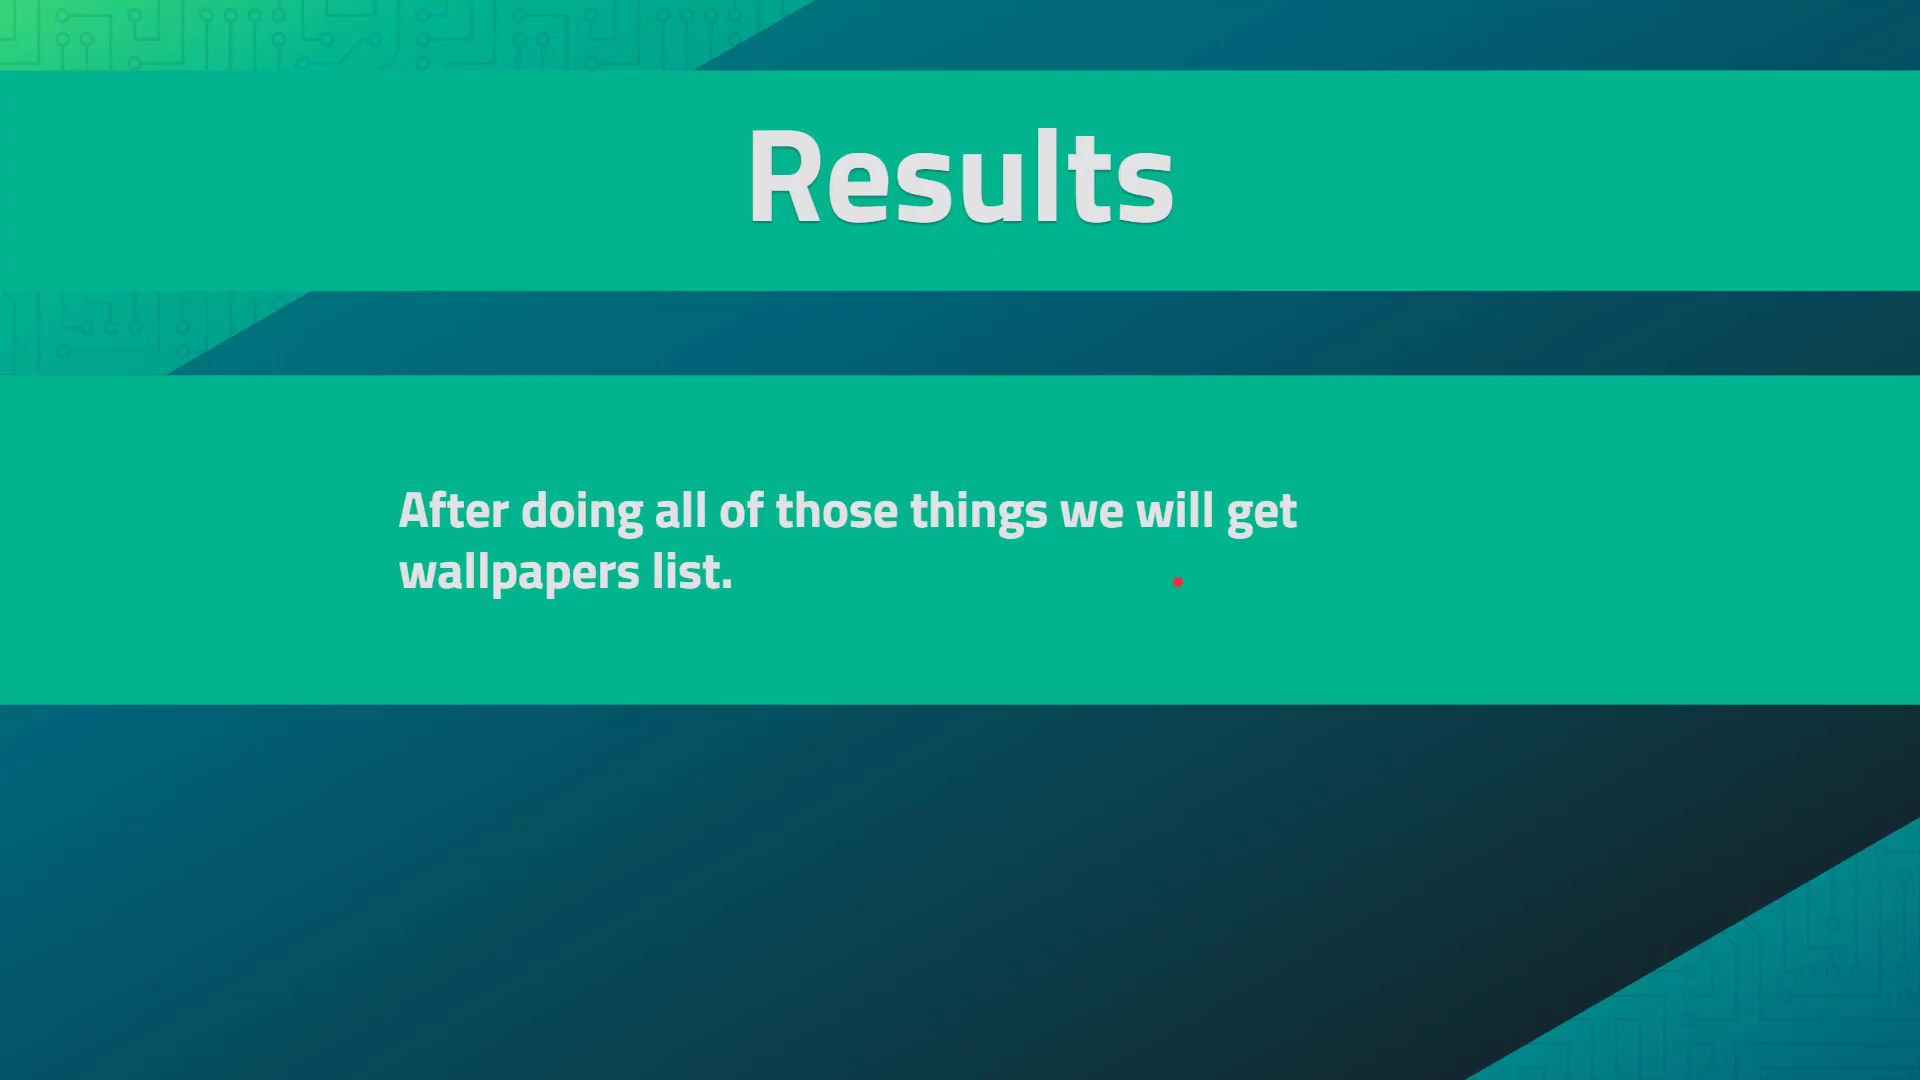 Results
After doing all of those things we will get
wallpapers list.